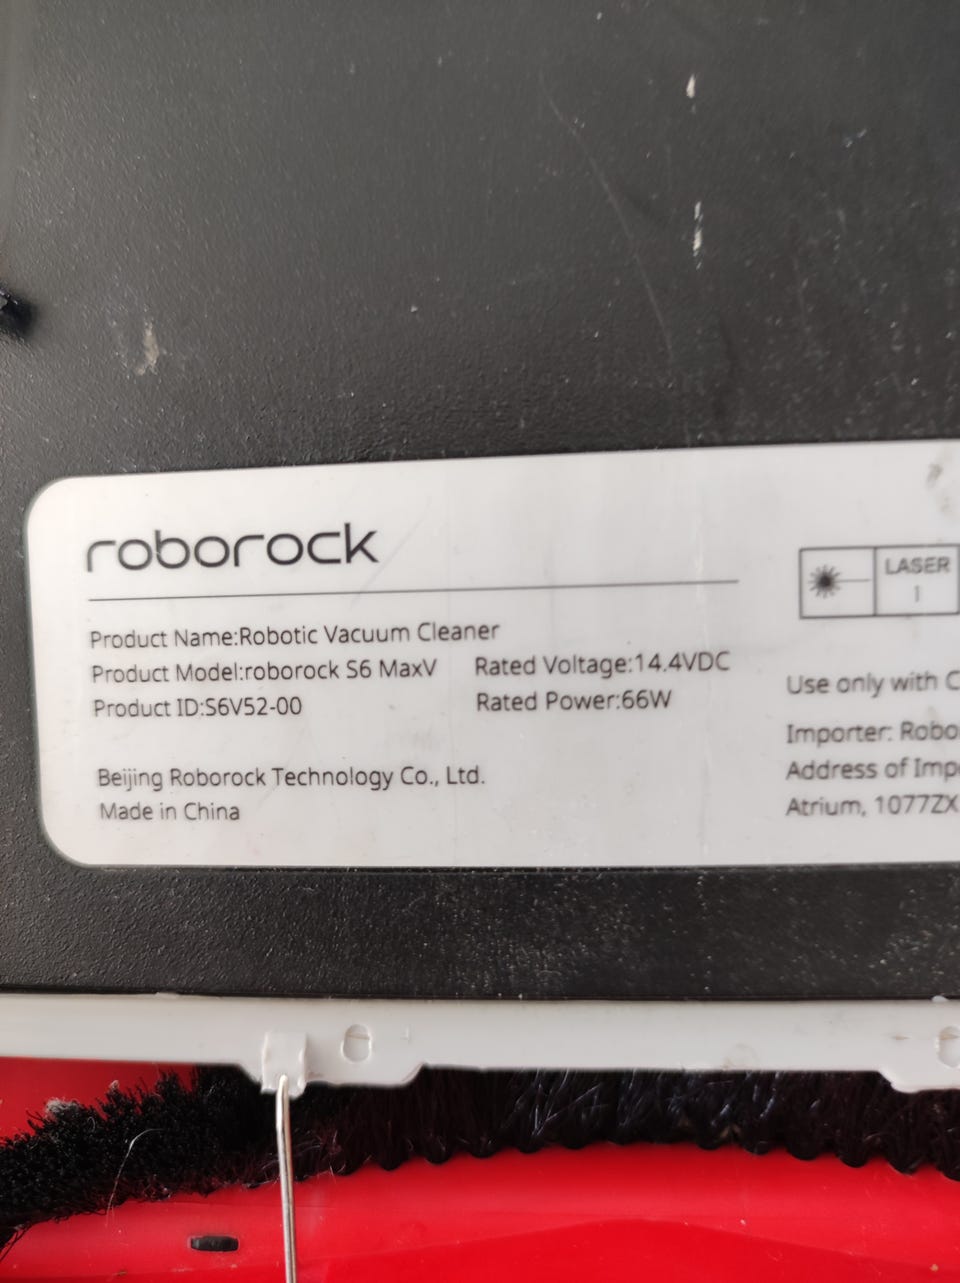 roborock
Product Name:Robotic Vacuum Cleaner
Product Model:roborock S6 MaxV Rated Voltage:14.4VDC
Product ID:S6V52-00 Rated Power:66W
Beijing Roborock Technology Co., Ltd.
Made in China
LASER
1
Use only with
Importer:
Address of
Atrium, 1077ZX